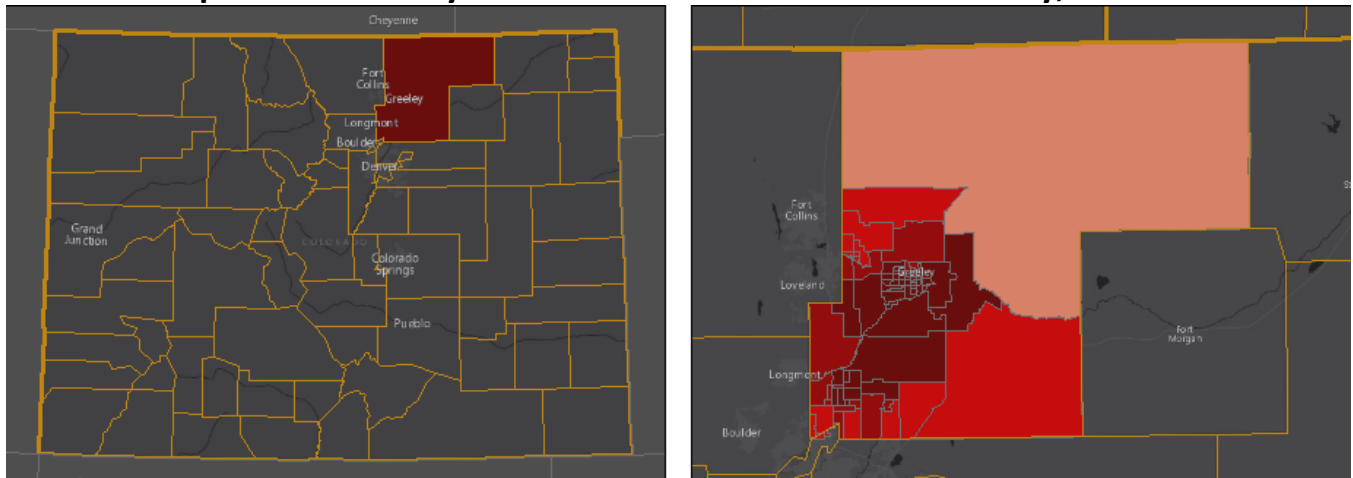 Cheyenne
Fort
Collins
Greeley
Longmont
Boulder
Denver
Grand
Junction
COLORADO
Colorado
Springs
Pueblo
Fort
Collins
Greeley
Loveland
Fort
Morgan
Longmont
Boulder